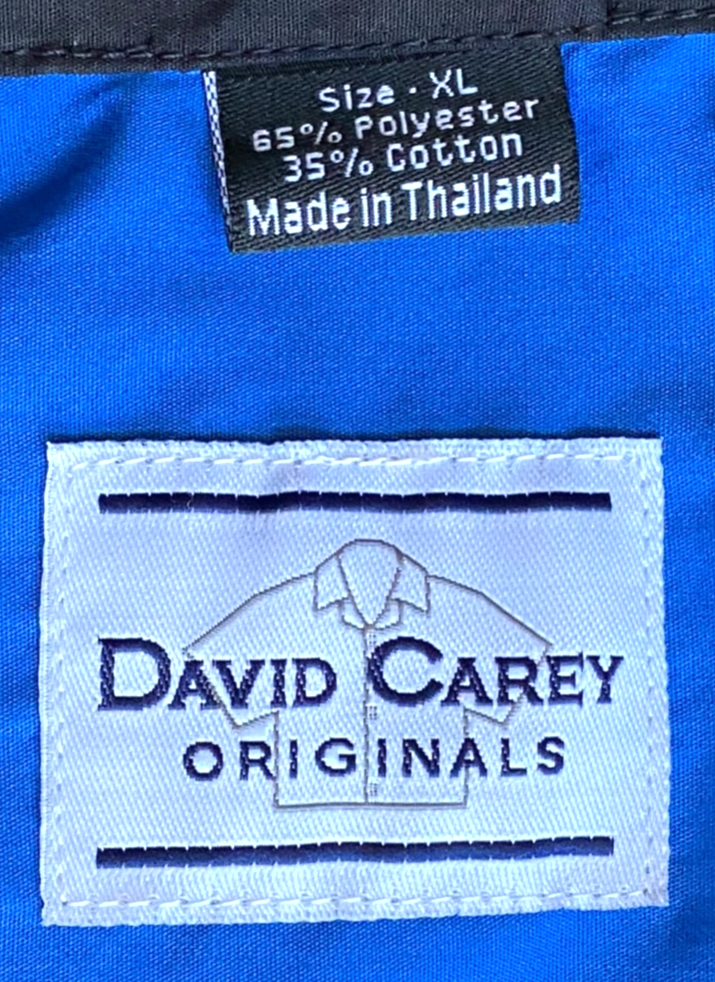 Size · XL
65% Polyester
35% Cotton
Made in Thailand
DAVID CAREY
ORIGINALS